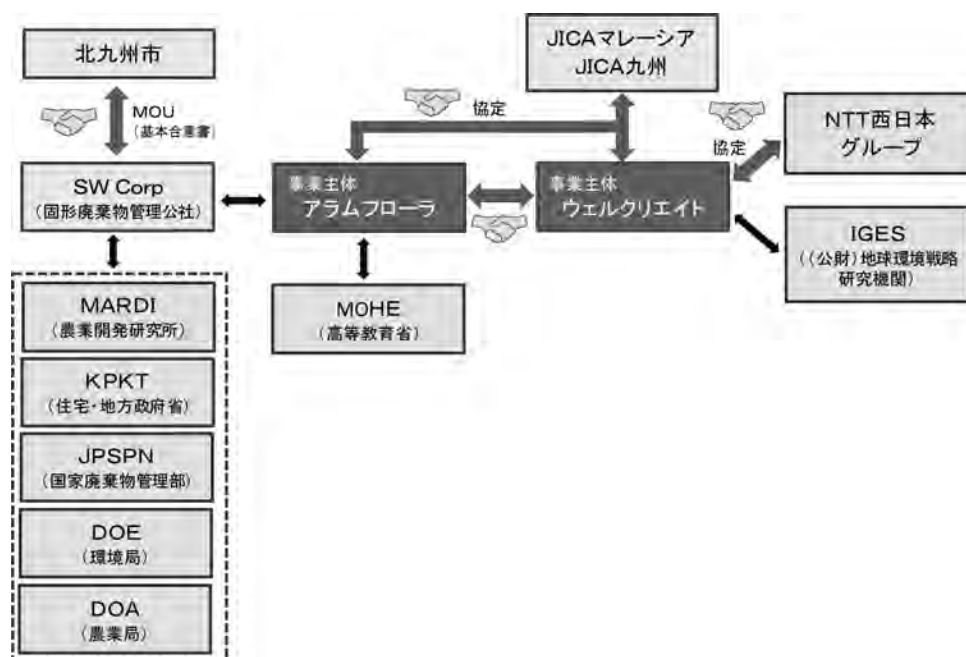 北九州市
MOU
(基本合意書)
SW Corp
(固形廃棄物管理公社)
MARDI
(農業開発研究所)
KPKT
(住宅・地方政府省)
JPSPN
(国家廃棄物管理部)
DOE
(環境局)
DOA
(農業局)
JICAマレーシア
JICA九州
協定
事業主体
アラムフローラ
MOHE
(高等教育省)
事業主体
ウェルクリエイト
協定
NTT西日本
グループ
IGES
((公財)地球環境戦略
研究機関)